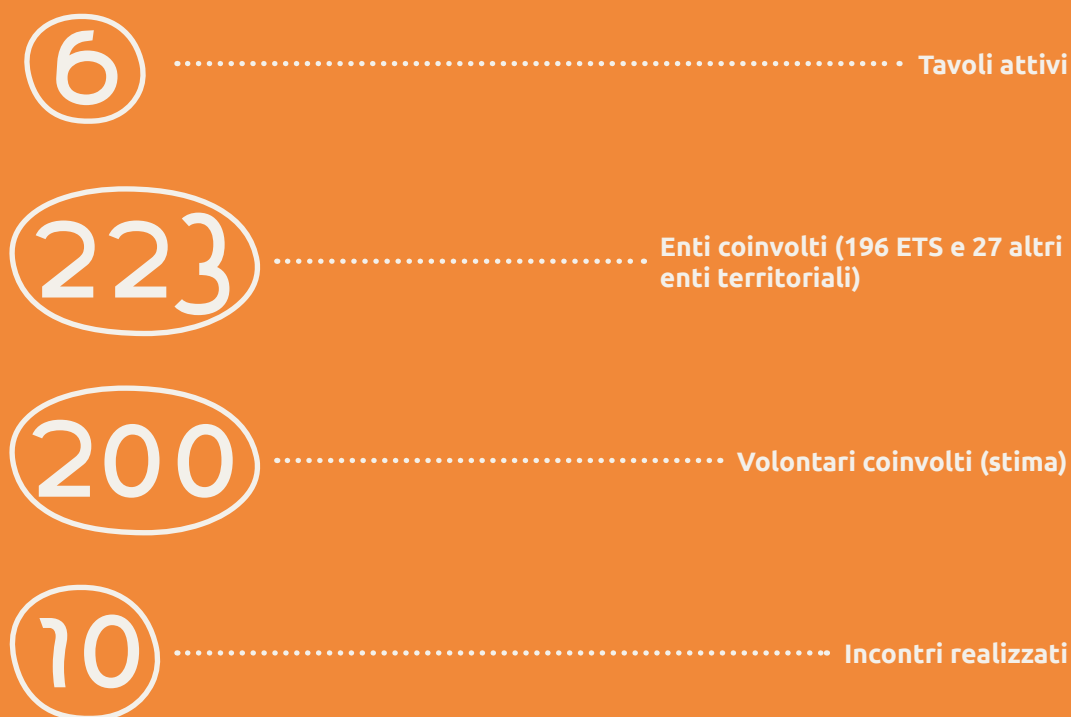 6 Tavoli attivi
223 Enti coinvolti (196 ETS e 27 altri
enti territoriali)
200 Volontari coinvolti (stima)
10 Incontri realizzati